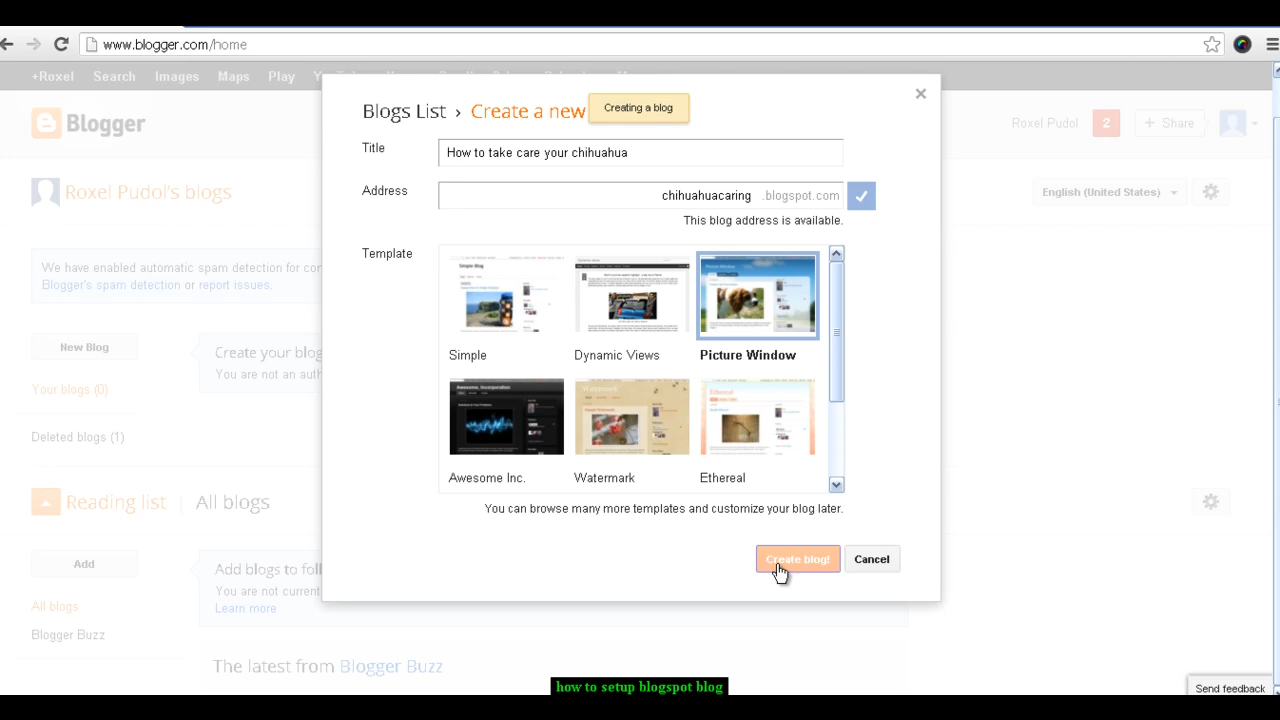 www.blogger.com/home
+Roxel Search Images Maps Play
Blogger
Roxel Pudol 2 + Share
Roxel Pudol's blogs
English (United States)
We have enabled automatic spam detection for
Blogger's spam detection or report issues.
New Blog
Create your blog
You are not an
Your blogs (0)
Deleted blogs (1)
Reading list | All blogs
Add
Add blogs to
You are not
Learn more
All blogs
Blogger Buzz
The latest from Blogger Buzz
Send feedback
Blogs List › Create a new
Creating a blog
Title
How to take care your chihuahua
Address
chihuahuacaring .blogspot.com
This blog address is available.
Template
Simple Dynamic Views Picture Window
Awesome Inc. Watermark Ethereal
You can browse many more templates and customize your blog later.
Create blog! Cancel
how to setup blogspot blog